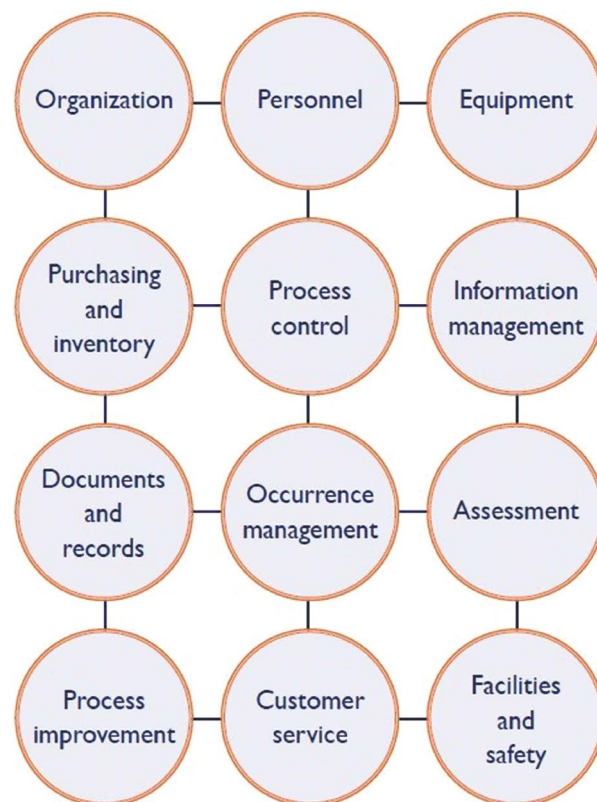 Organization
Personnel
Equipment
Purchasing
and
inventory
Process
control
Information
management
Documents
and
records
Occurrence
management
Assessment
Process
improvement
Customer
service
Facilities
and
safety